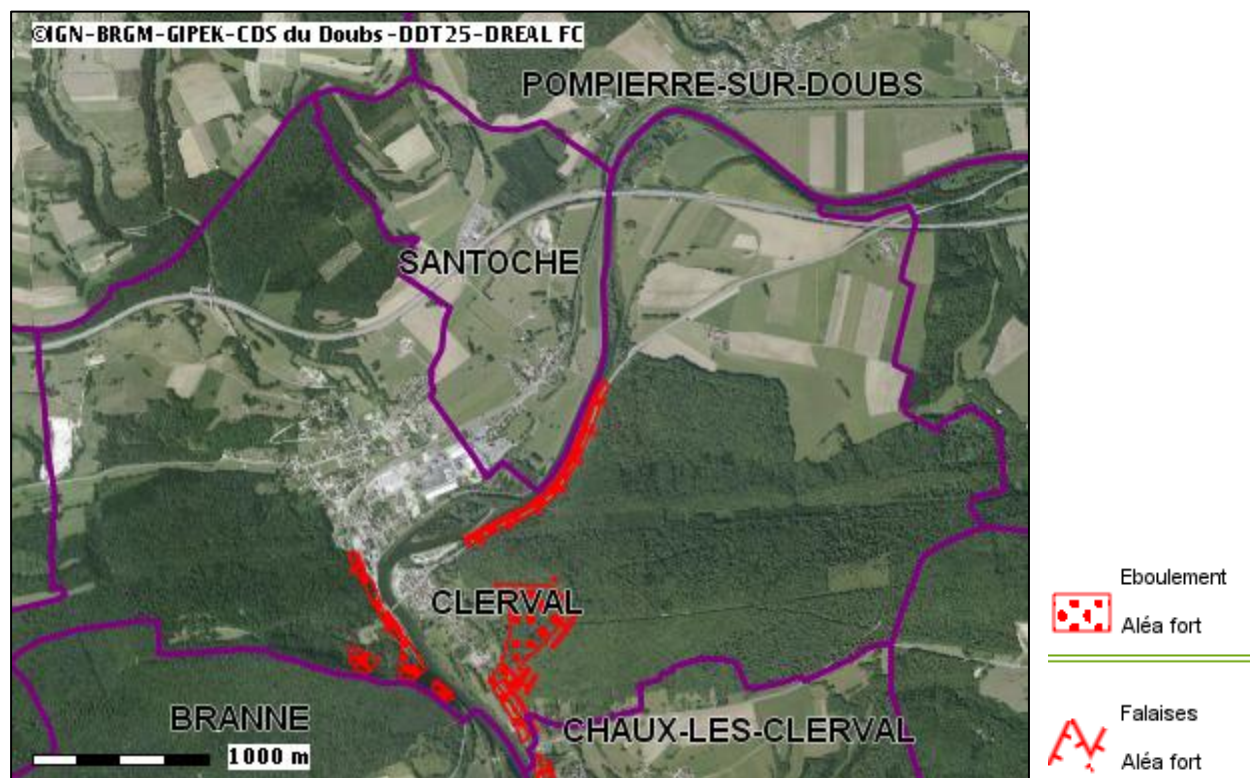 ©IGN-BRGM-GIPEK-CDS du Doubs-DDT25-DREAL FC
POMPIERRE-SUR-DOUBS
SANTOCHE
CLERVAL
BRANNE
CHAUX-LES-CLERVAL
1000 m
Eboulement
Aléa fort
Falaises
Aléa fort